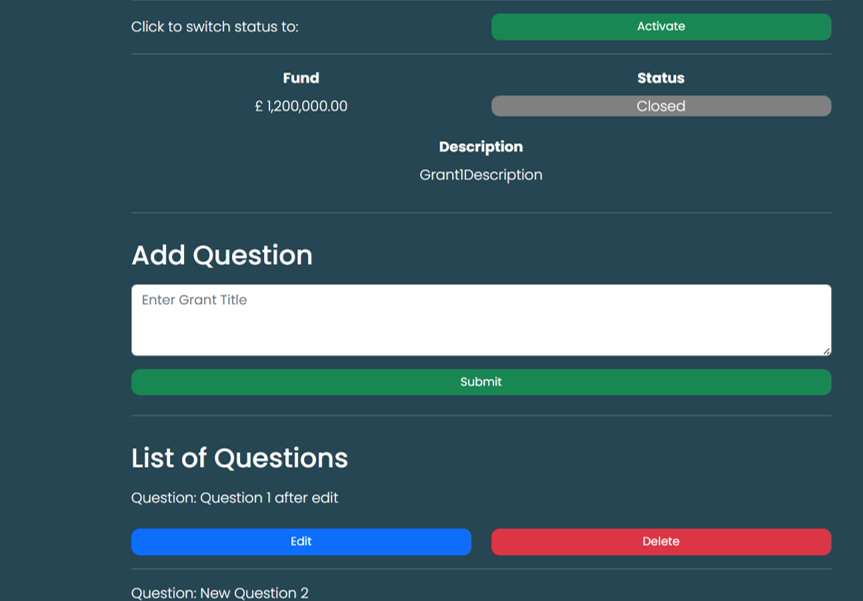 Click to switch status to:
Activate
Fund
Status
£ 1,200,000.00
Closed
Description
Grant1Description
Add Question
Enter Grant Title
Submit
List of Questions
Question: Question 1 after edit
Edit
Delete
Question: New Question 2